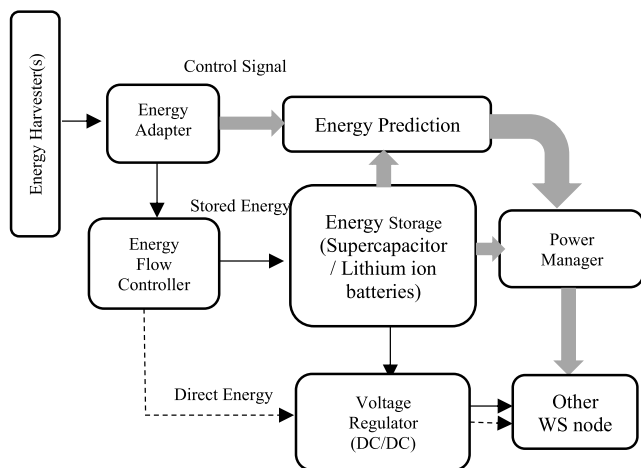 Energy Harvester(s)
Control Signal
Energy
Adapter
Energy Prediction
Stored Energy
Energy
Flow
Controller
Energy Storage
(Supercapacitor
/ Lithium ion
batteries)
Power
Manager
Direct Energy
Voltage
Regulator
(DC/DC)
Other
WS node